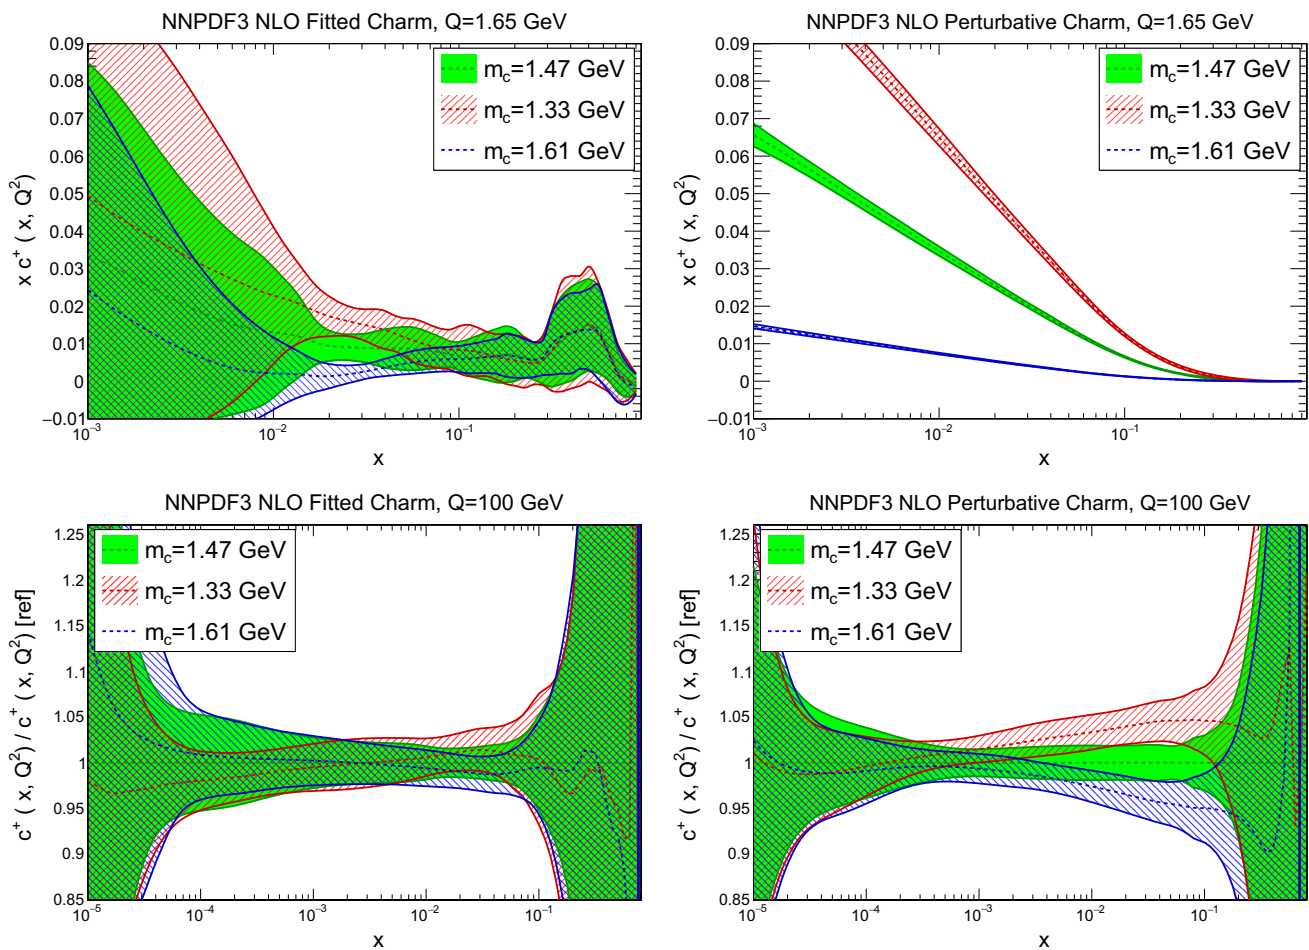 NNPDF3 NLO Fitted Charm, Q=1.65 GeV
x c⁺ ( x, Q²)
0.09
0.08
0.07
0.06
0.05
0.04
0.03
0.02
0.01
0
−0.01
m_c=1.47 GeV
m_c=1.33 GeV
m_c=1.61 GeV
10⁻³
10⁻²
10⁻¹
x
NNPDF3 NLO Perturbative Charm, Q=1.65 GeV
x c⁺ ( x, Q²)
0.09
0.08
0.07
0.06
0.05
0.04
0.03
0.02
0.01
0
−0.01
m_c=1.47 GeV
m_c=1.33 GeV
m_c=1.61 GeV
10⁻³
10⁻²
10⁻¹
x
NNPDF3 NLO Fitted Charm, Q=100 GeV
c⁺ ( x, Q²) / c⁺ ( x, Q²) [ref]
1.25
1.2
1.15
1.1
1.05
1
0.95
0.9
0.85
m_c=1.47 GeV
m_c=1.33 GeV
m_c=1.61 GeV
10⁻⁵
10⁻⁴
10⁻³
10⁻²
10⁻¹
x
NNPDF3 NLO Perturbative Charm, Q=100 GeV
c⁺ ( x, Q²) / c⁺ ( x, Q²) [ref]
1.25
1.2
1.15
1.1
1.05
1
0.95
0.9
0.85
m_c=1.47 GeV
m_c=1.33 GeV
m_c=1.61 GeV
10⁻⁵
10⁻⁴
10⁻³
10⁻²
10⁻¹
x